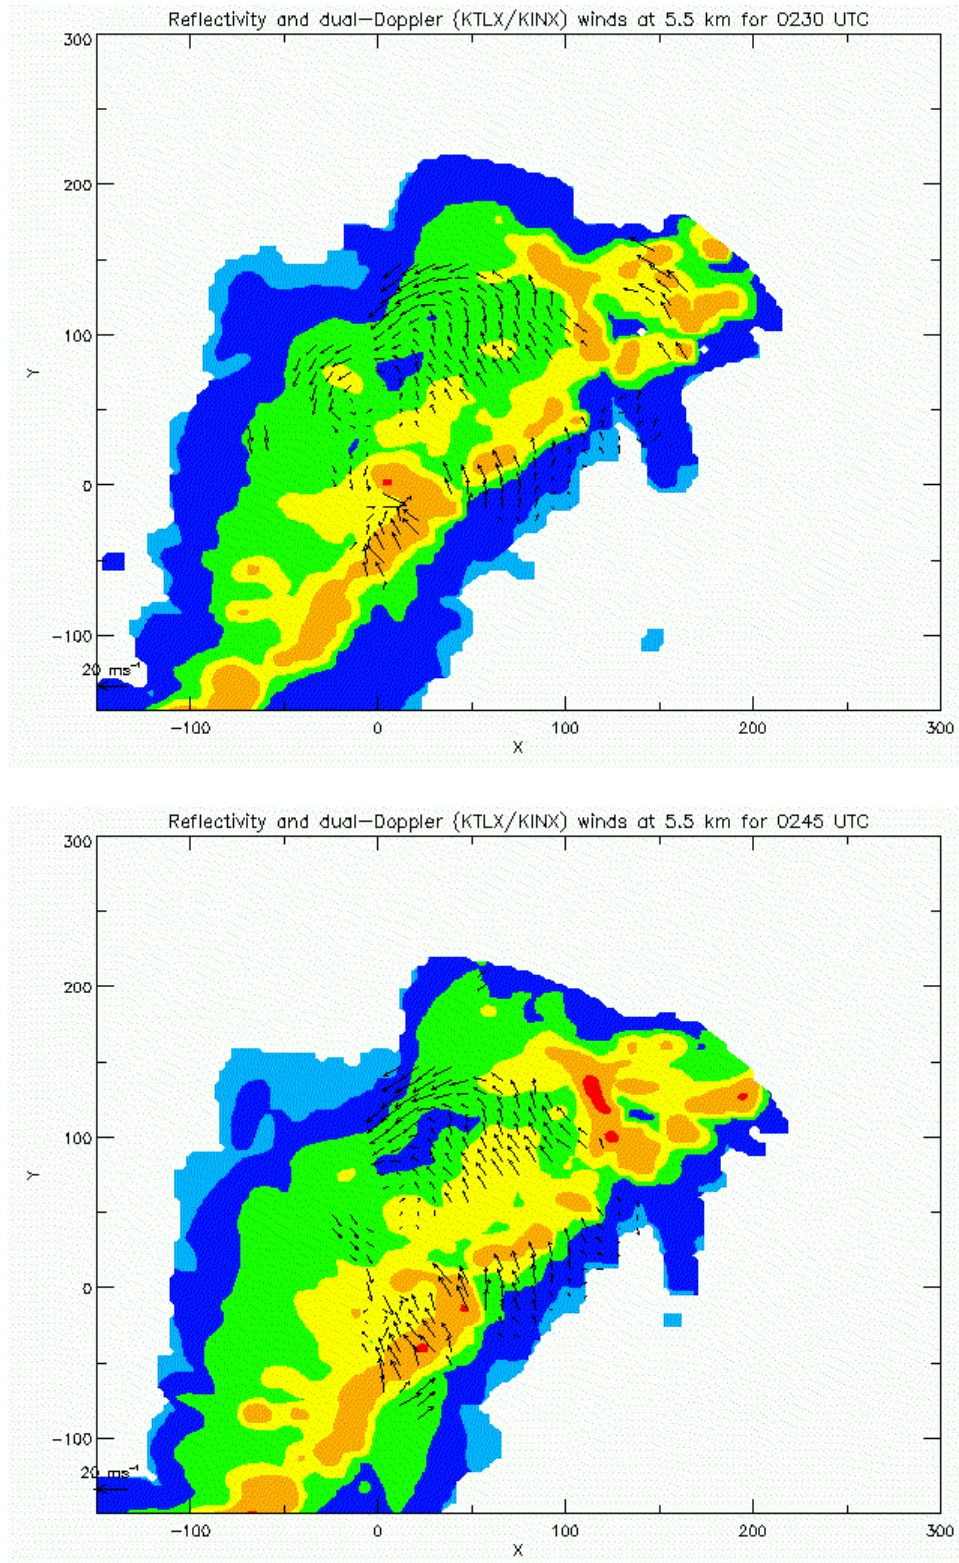 Reflectivity and dual-Doppler (KTLX/KINX) winds at 5.5 km for 0230 UTC
300
200
Y
100
0
-100
20 ms-1
-100 0 100 200 300
X
Reflectivity and dual-Doppler (KTLX/KINX) winds at 5.5 km for 0245 UTC
300
200
Y
100
0
-100
20 ms-1
-100 0 100 200 300
X